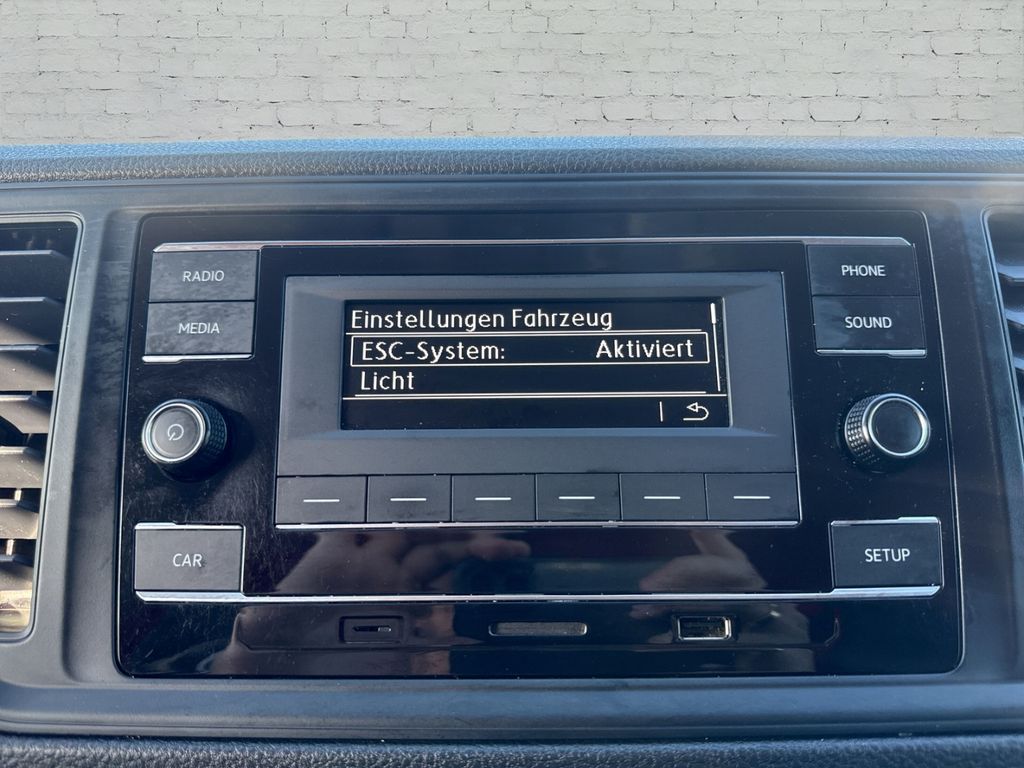 RADIO
MEDIA
Einstellungen Fahrzeug
ESC-System: Aktiviert
Licht
PHONE
SOUND
CAR
SETUP